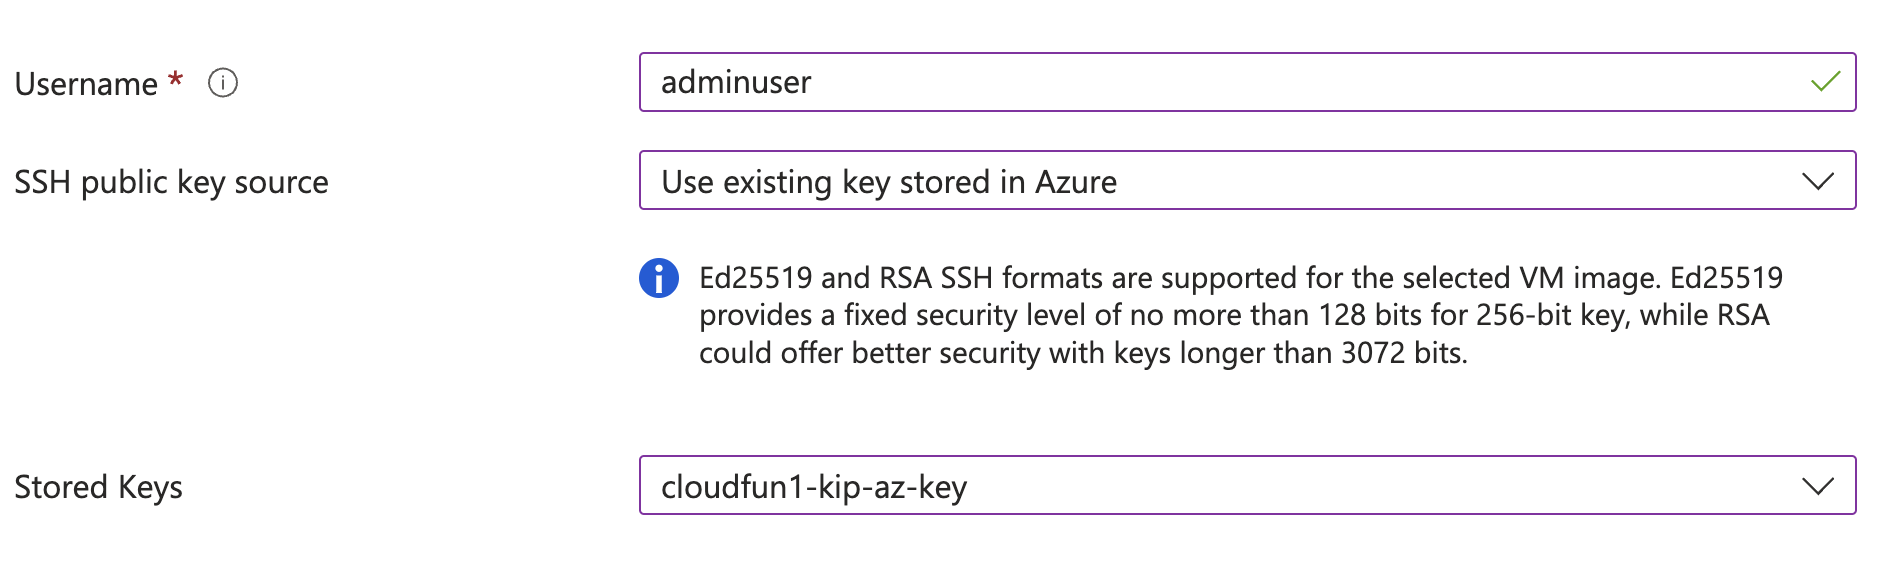 Username *
adminuser
SSH public key source
Use existing key stored in Azure
Ed25519 and RSA SSH formats are supported for the selected VM image. Ed25519
provides a fixed security level of no more than 128 bits for 256-bit key, while RSA
could offer better security with keys longer than 3072 bits.
Stored Keys
cloudfun1-kip-az-key